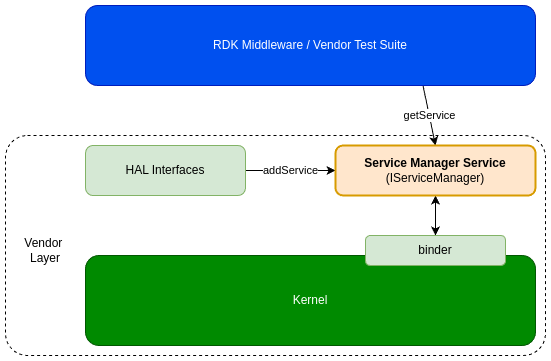 RDK Middleware / Vendor Test Suite
getService
HAL Interfaces
addService
Service Manager Service
(IServiceManager)
Vendor
Layer
binder
Kernel